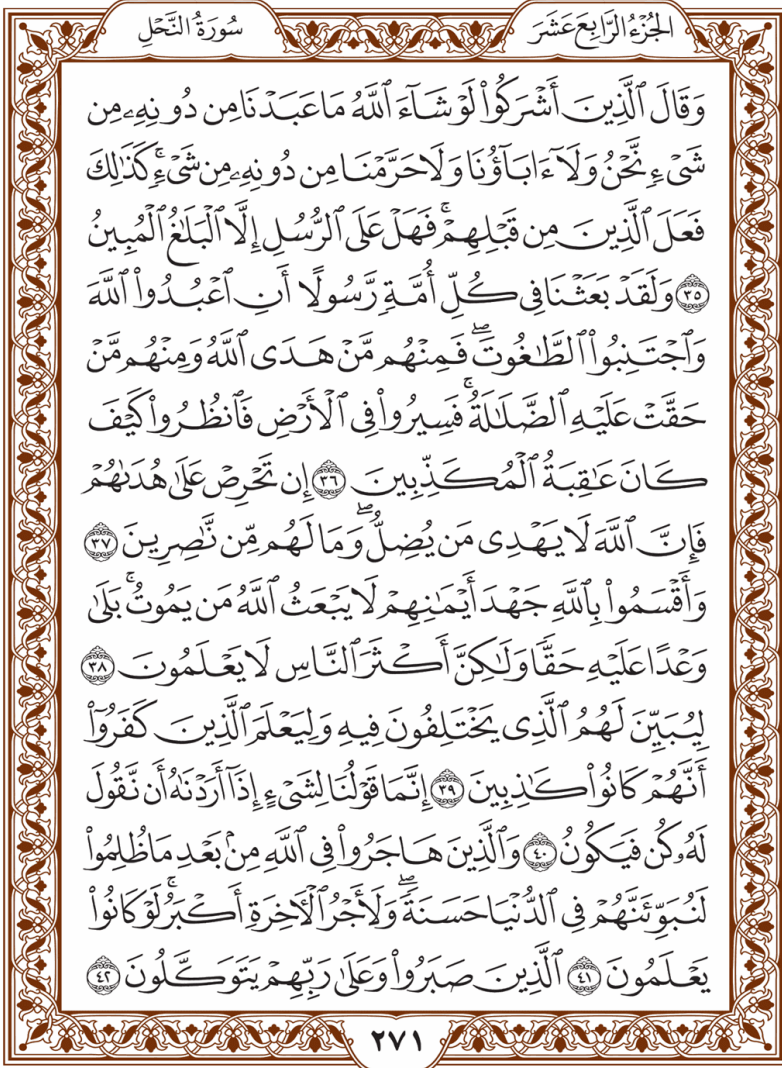 الجُزْءُ الرَّابِعَ عَشَرَ
سُورَةُ النَّحْلِ
وَقَالَ ٱلَّذِينَ أَشْرَكُوا۟ لَوْ شَآءَ ٱللَّهُ مَا عَبَدْنَا مِن دُونِهِۦ مِن
شَىْءٍ نَّحْنُ وَلَآ ءَابَآؤُنَا وَلَا حَرَّمْنَا مِن دُونِهِۦ مِن شَىْءٍ ۚ كَذَٰلِكَ
فَعَلَ ٱلَّذِينَ مِن قَبْلِهِمْ ۚ فَهَلْ عَلَى ٱلرُّسُلِ إِلَّا ٱلْبَلَٰغُ ٱلْمُبِينُ
٣٥ وَلَقَدْ بَعَثْنَا فِى كُلِّ أُمَّةٍ رَّسُولًا أَنِ ٱعْبُدُوا۟ ٱللَّهَ
وَٱجْتَنِبُوا۟ ٱلطَّٰغُوتَ ۖ فَمِنْهُم مَّنْ هَدَى ٱللَّهُ وَمِنْهُم مَّنْ
حَقَّتْ عَلَيْهِ ٱلضَّلَٰلَةُ ۚ فَسِيرُوا۟ فِى ٱلْأَرْضِ فَٱنظُرُوا۟ كَيْفَ
كَانَ عَٰقِبَةُ ٱلْمُكَذِّبِينَ ٣٦ إِن تَحْرِصْ عَلَىٰ هُدَىٰهُمْ
فَإِنَّ ٱللَّهَ لَا يَهْدِى مَن يُضِلُّ ۖ وَمَا لَهُم مِّن نَّٰصِرِينَ ٣٧
وَأَقْسَمُوا۟ بِٱللَّهِ جَهْدَ أَيْمَٰنِهِمْ لَا يَبْعَثُ ٱللَّهُ مَن يَمُوتُ ۚ بَلَىٰ
وَعْدًا عَلَيْهِ حَقًّا وَلَٰكِنَّ أَكْثَرَ ٱلنَّاسِ لَا يَعْلَمُونَ ٣٨
لِيُبَيِّنَ لَهُمُ ٱلَّذِى يَخْتَلِفُونَ فِيهِ وَلِيَعْلَمَ ٱلَّذِينَ كَفَرُوٓا۟
أَنَّهُمْ كَانُوا۟ كَٰذِبِينَ ٣٩ إِنَّمَا قَوْلُنَا لِشَىْءٍ إِذَآ أَرَدْنَٰهُ أَن نَّقُولَ
لَهُۥ كُن فَيَكُونُ ٤٠ وَٱلَّذِينَ هَاجَرُوا۟ فِى ٱللَّهِ مِنۢ بَعْدِ مَا ظُلِمُوا۟
لَنُبَوِّئَنَّهُمْ فِى ٱلدُّنْيَا حَسَنَةً ۖ وَلَأَجْرُ ٱلْءَاخِرَةِ أَكْبَرُ ۚ لَوْ كَانُوا۟
يَعْلَمُونَ ٤١ ٱلَّذِينَ صَبَرُوا۟ وَعَلَىٰ رَبِّهِمْ يَتَوَكَّلُونَ ٤٢
٢٧١